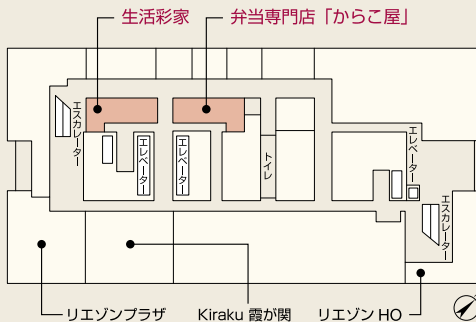 生活彩家
弁当専門店「からこ屋」
エスカレーター
エレベーター
エレベーター
トイレ
エレベーター
エスカレーター
リエゾンプラザ
Kiraku 霞が関
リエゾン HO